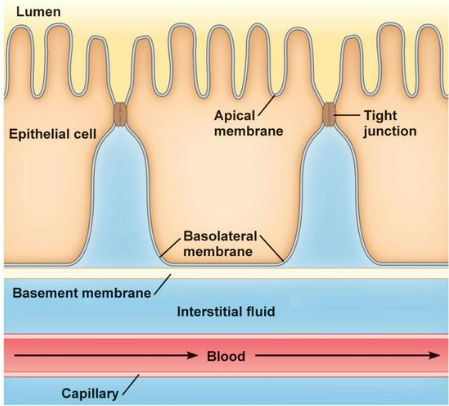 Lumen
Apical
membrane
Tight
junction
Epithelial cell
Basolateral
membrane
Basement membrane
Interstitial fluid
Blood
Capillary